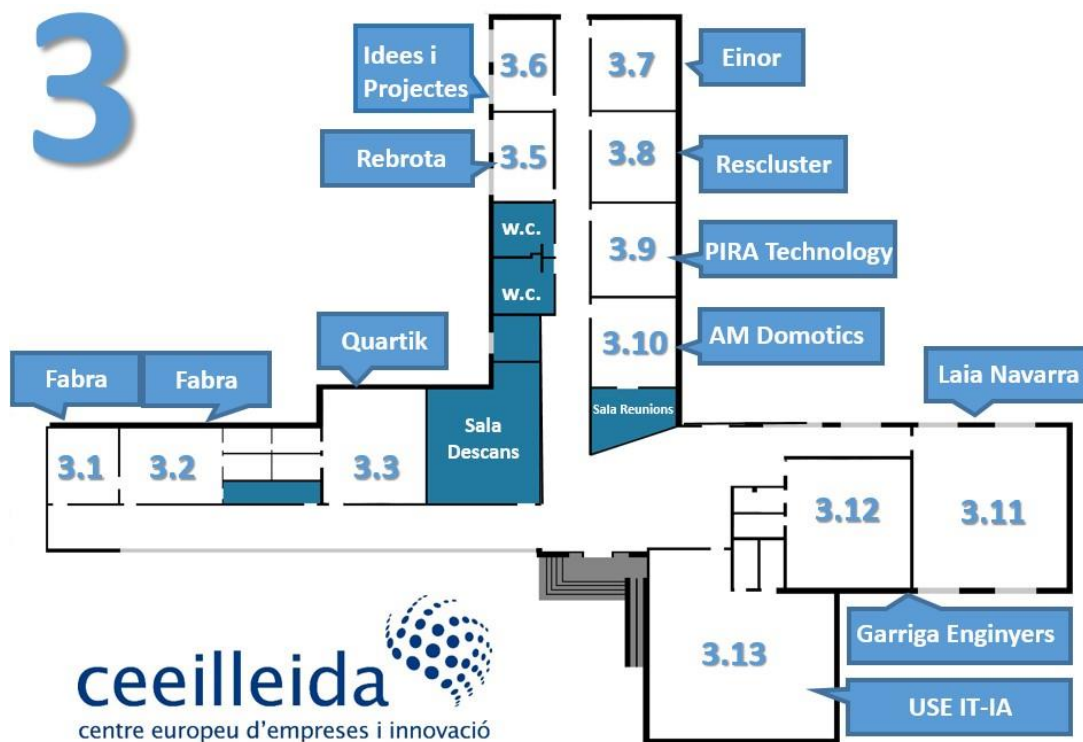 3
Idees i
Projectes
3.6
3.7
Einor
Rebrota
3.5
3.8
Rescluster
w.c.
3.9
PIRA Technology
w.c.
Quartik
3.10
AM Domotics
Fabra
Fabra
Laia Navarra
Sala Reunions
Sala
Descans
3.1
3.2
3.3
3.12
3.11
Garriga Enginyers
3.13
USE IT-IA
ceeilleida
centre europeu d'empreses i innovació